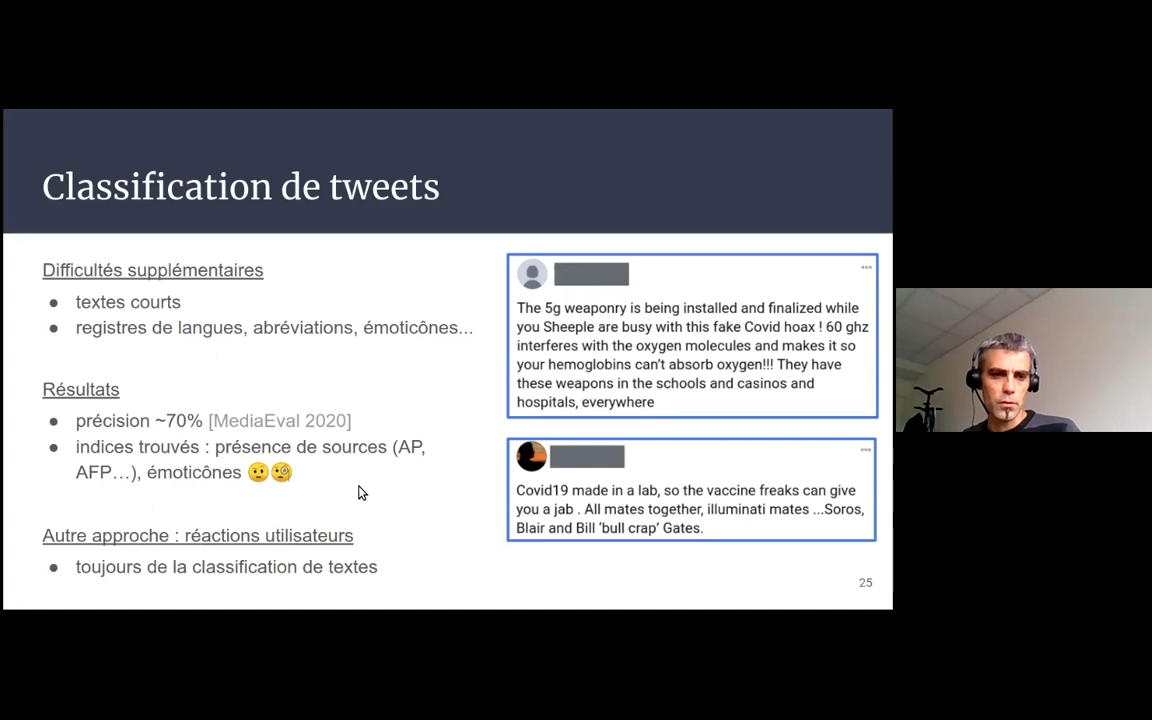 Classification de tweets
Difficultés supplémentaires
● textes courts
● registres de langues, abréviations, émoticônes...
Résultats
● précision ~70% [MediaEval 2020]
● indices trouvés : présence de sources (AP,
AFP…), émoticônes 🤨🧐
Autre approche : réactions utilisateurs
● toujours de la classification de textes
The 5g weaponry is being installed and finalized while
you Sheeple are busy with this fake Covid hoax ! 60 ghz
interferes with the oxygen molecules and makes it so
your hemoglobins can't absorb oxygen!!! They have
these weapons in the schools and casinos and
hospitals, everywhere
Covid19 made in a lab, so the vaccine freaks can give
you a jab . All mates together, illuminati mates ...Soros,
Blair and Bill ‘bull crap’ Gates.
25